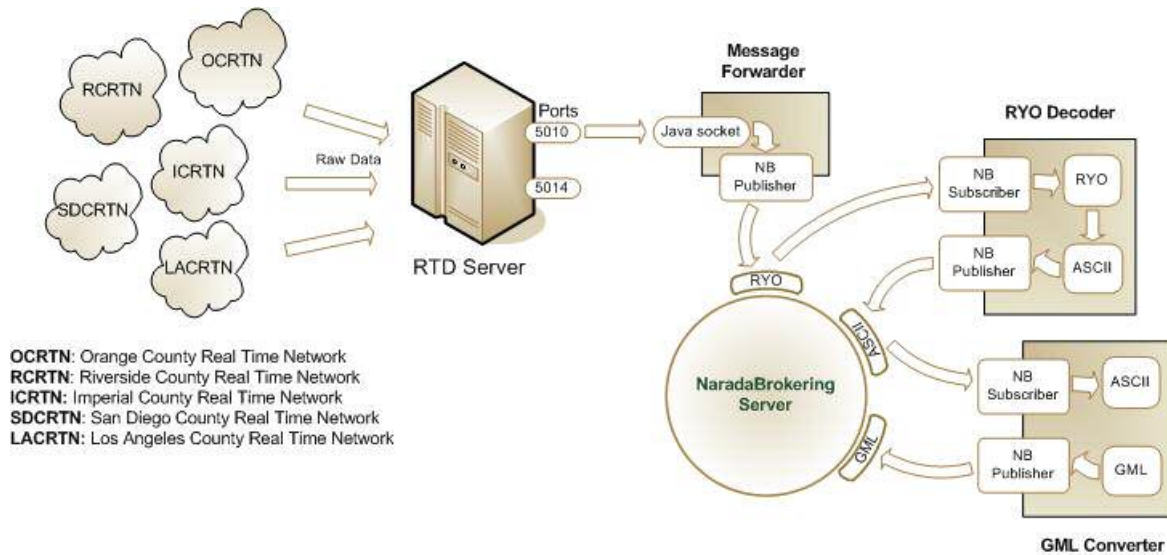 OCRTN
RCRTN
ICRTN
SDCRTN
LACRTN
Raw Data
RTD Server
Ports
5010
5014
Message
Forwarder
Java socket
NB
Publisher
RYO Decoder
NB
Subscriber
RYO
NB
Publisher
ASCII
RYO
ASCII
GML
NaradaBrokering
Server
NB
Subscriber
ASCII
NB
Publisher
GML
GML Converter
OCRTN: Orange County Real Time Network
RCRTN: Riverside County Real Time Network
ICRTN: Imperial County Real Time Network
SDCRTN: San Diego County Real Time Network
LACRTN: Los Angeles County Real Time Network